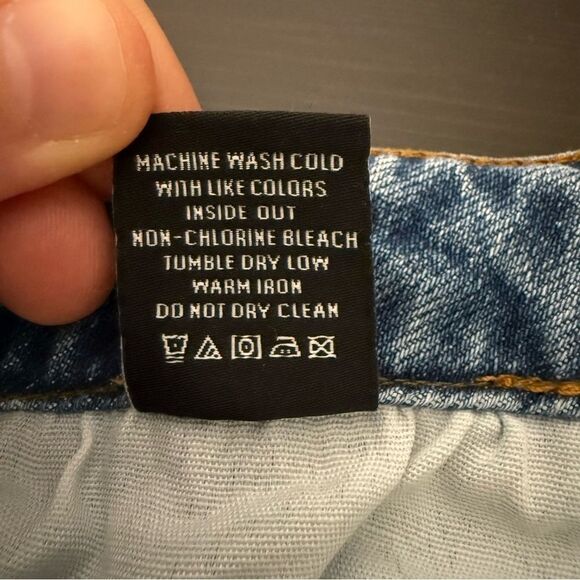 MACHINE WASH COLD
WITH LIKE COLORS
INSIDE OUT
NON-CHLORINE BLEACH
TUMBLE DRY LOW
WARM IRON
DO NOT DRY CLEAN